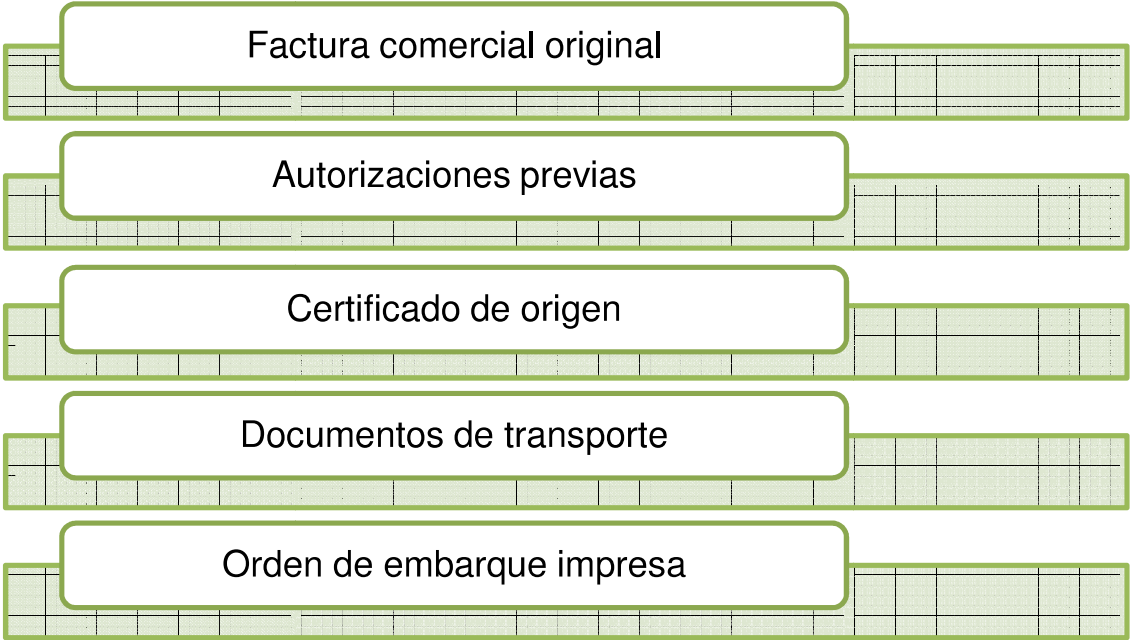 Factura comercial original
Autorizaciones previas
Certificado de origen
Documentos de transporte
Orden de embarque impresa